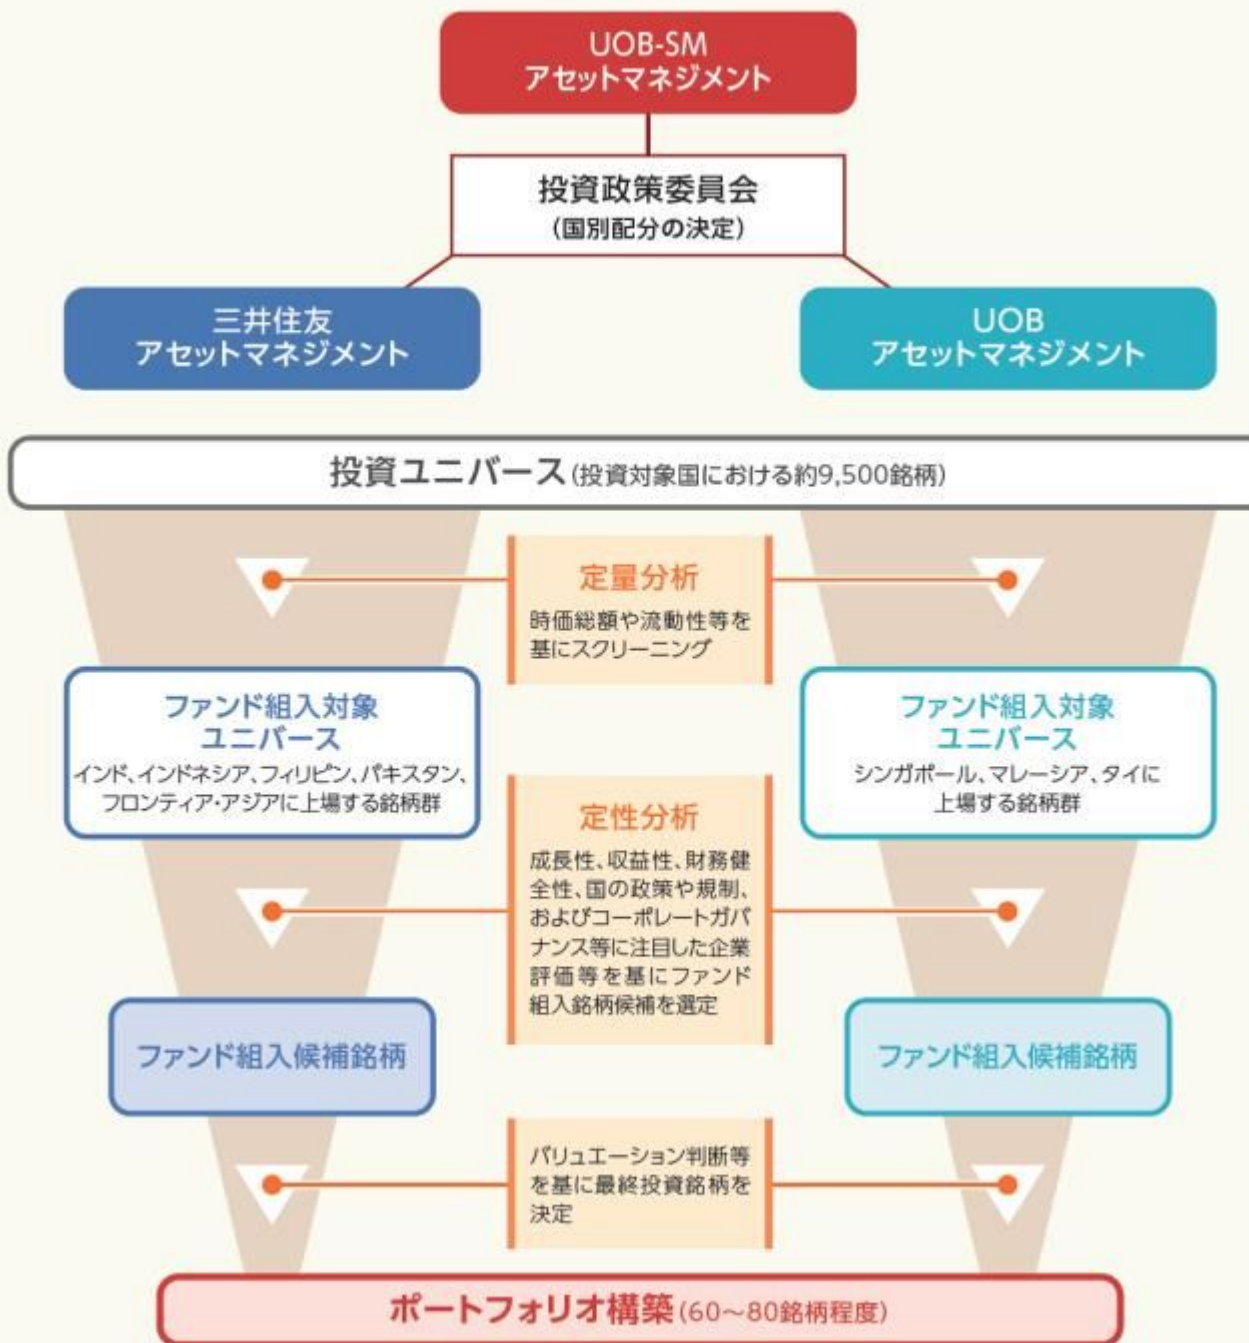 UOB-SM
アセットマネジメント
投資政策委員会
(国別配分の決定)
三井住友
アセットマネジメント
UOB
アセットマネジメント
投資ユニバース(投資対象国における約9,500銘柄)
定量分析
時価総額や流動性等を
基にスクリーニング
ファンド組入対象
ユニバース
インド、インドネシア、フィリピン、パキスタン、
フロンティア・アジアに上場する銘柄群
ファンド組入対象
ユニバース
シンガポール、マレーシア、タイに
上場する銘柄群
定性分析
成長性、収益性、財務健
全性、国の政策や規制、
およびコーポレートガバ
ナンス等に注目した企業
評価等を基にファンド
組入銘柄候補を選定
ファンド組入候補銘柄
ファンド組入候補銘柄
バリュエーション判断等
を基に最終投資銘柄を
決定
ポートフォリオ構築(60〜80銘柄程度)